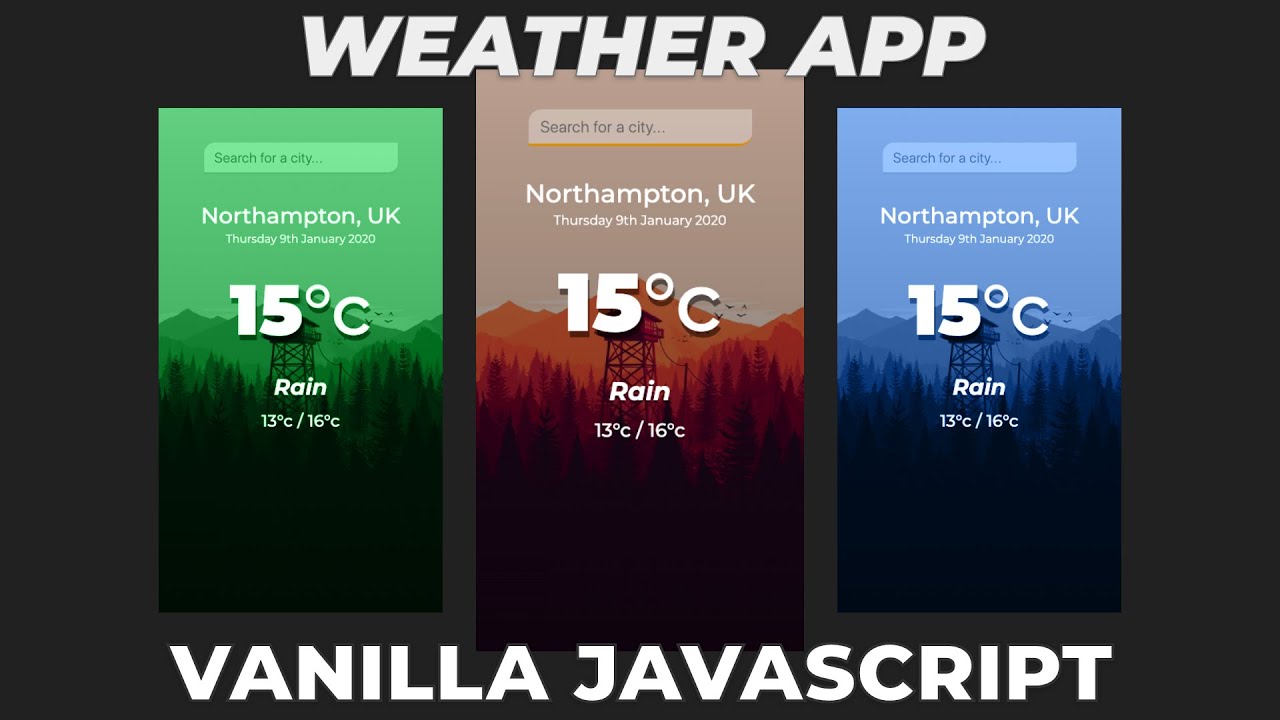 WEATHER APP
Search for a city...
Northampton, UK
Thursday 9th January 2020
15°c
Rain
13°c / 16°c
Search for a city...
Northampton, UK
Thursday 9th January 2020
15°c
Rain
13°c / 16°c
Search for a city...
Northampton, UK
Thursday 9th January 2020
15°c
Rain
13°c / 16°c
VANILLA JAVASCRIPT